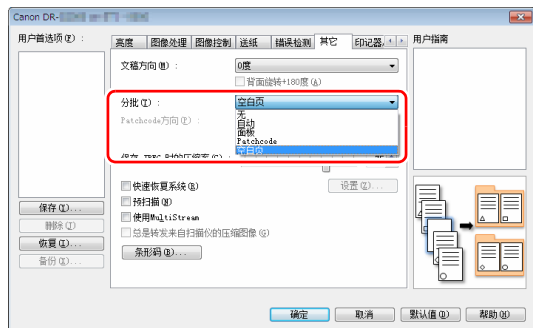 Canon DR-
用户首选项(P):
亮度 图像处理 图像控制 送纸 错误检测 其它 印记器,
用户指南
文稿方向(N) : 0度
背面旋转+180度(A)
分批(T) : 空白页
Patchcode方向(P) :
无
自动
面板
Patchcode
空白页
快速恢复系统(R) 设置(Z)...
预扫描(W)
使用MultiStream
总是转发来自扫描仪的压缩图像(G)
条形码(B)...
保存(I)...
删除(J)
恢复(X)...
备份(K)...
确定 取消 默认值(D) 帮助(H)